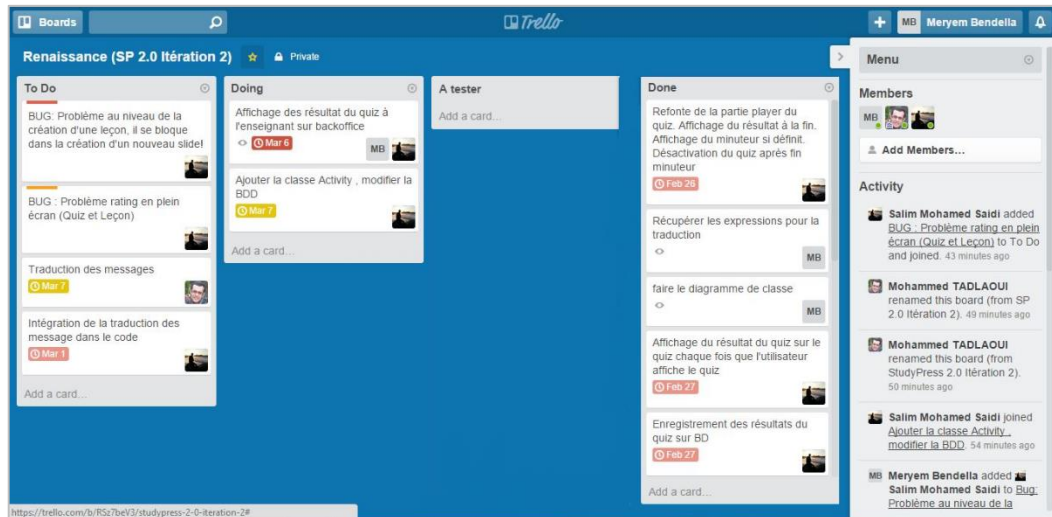 Boards
Trello
MB Meryem Bendella
Renaissance (SP 2.0 Itération 2)
Private
To Do
BUG: Problème au niveau de la
création d'une leçon, il se bloque
dans la création d'un nouveau slide!
BUG : Problème rating en plein
écran (Quiz et Leçon)
Traduction des messages
Mar 7
Intégration de la traduction des
message dans le code
Mar 1
Add a card...
Doing
Affichage des résultat du quiz à
l'enseignant sur backoffice
Mar 6
MB
Ajouter la classe Activity , modifier la
BDD
Mar 7
Add a card...
A tester
Add a card...
Done
Refonte de la partie player du
quiz. Affichage du résultat à la fin.
Affichage du minuteur si définit.
Désactivation du quiz après fin
minuteur
Feb 26
Récupérer les expressions pour la
traduction
MB
faire le diagramme de classe
MB
Affichage du résultat du quiz sur le
quiz chaque fois que l'utilisateur
affiche le quiz
Feb 27
Enregistrement des résultats du
quiz sur BD
Feb 27
Add a card...
Menu
Members
MB
Add Members...
Activity
Salim Mohamed Saidi added
BUG : Problème rating en plein
écran (Quiz et Leçon) to To Do
and joined. 43 minutes ago
Mohammed TADLAOUI
renamed this board (from SP
2.0 Itération 2). 49 minutes ago
Mohammed TADLAOUI
renamed this board (from
StudyPress 2.0 Itération 2).
50 minutes ago
Salim Mohamed Saidi joined
Ajouter la classe Activity ,
modifier la BDD. 54 minutes ago
MB Meryem Bendella added
Salim Mohamed Saidi to Bug:
Problème au niveau de la
https://trello.com/b/RSz7beV3/studypress-2-0-iteration-2#